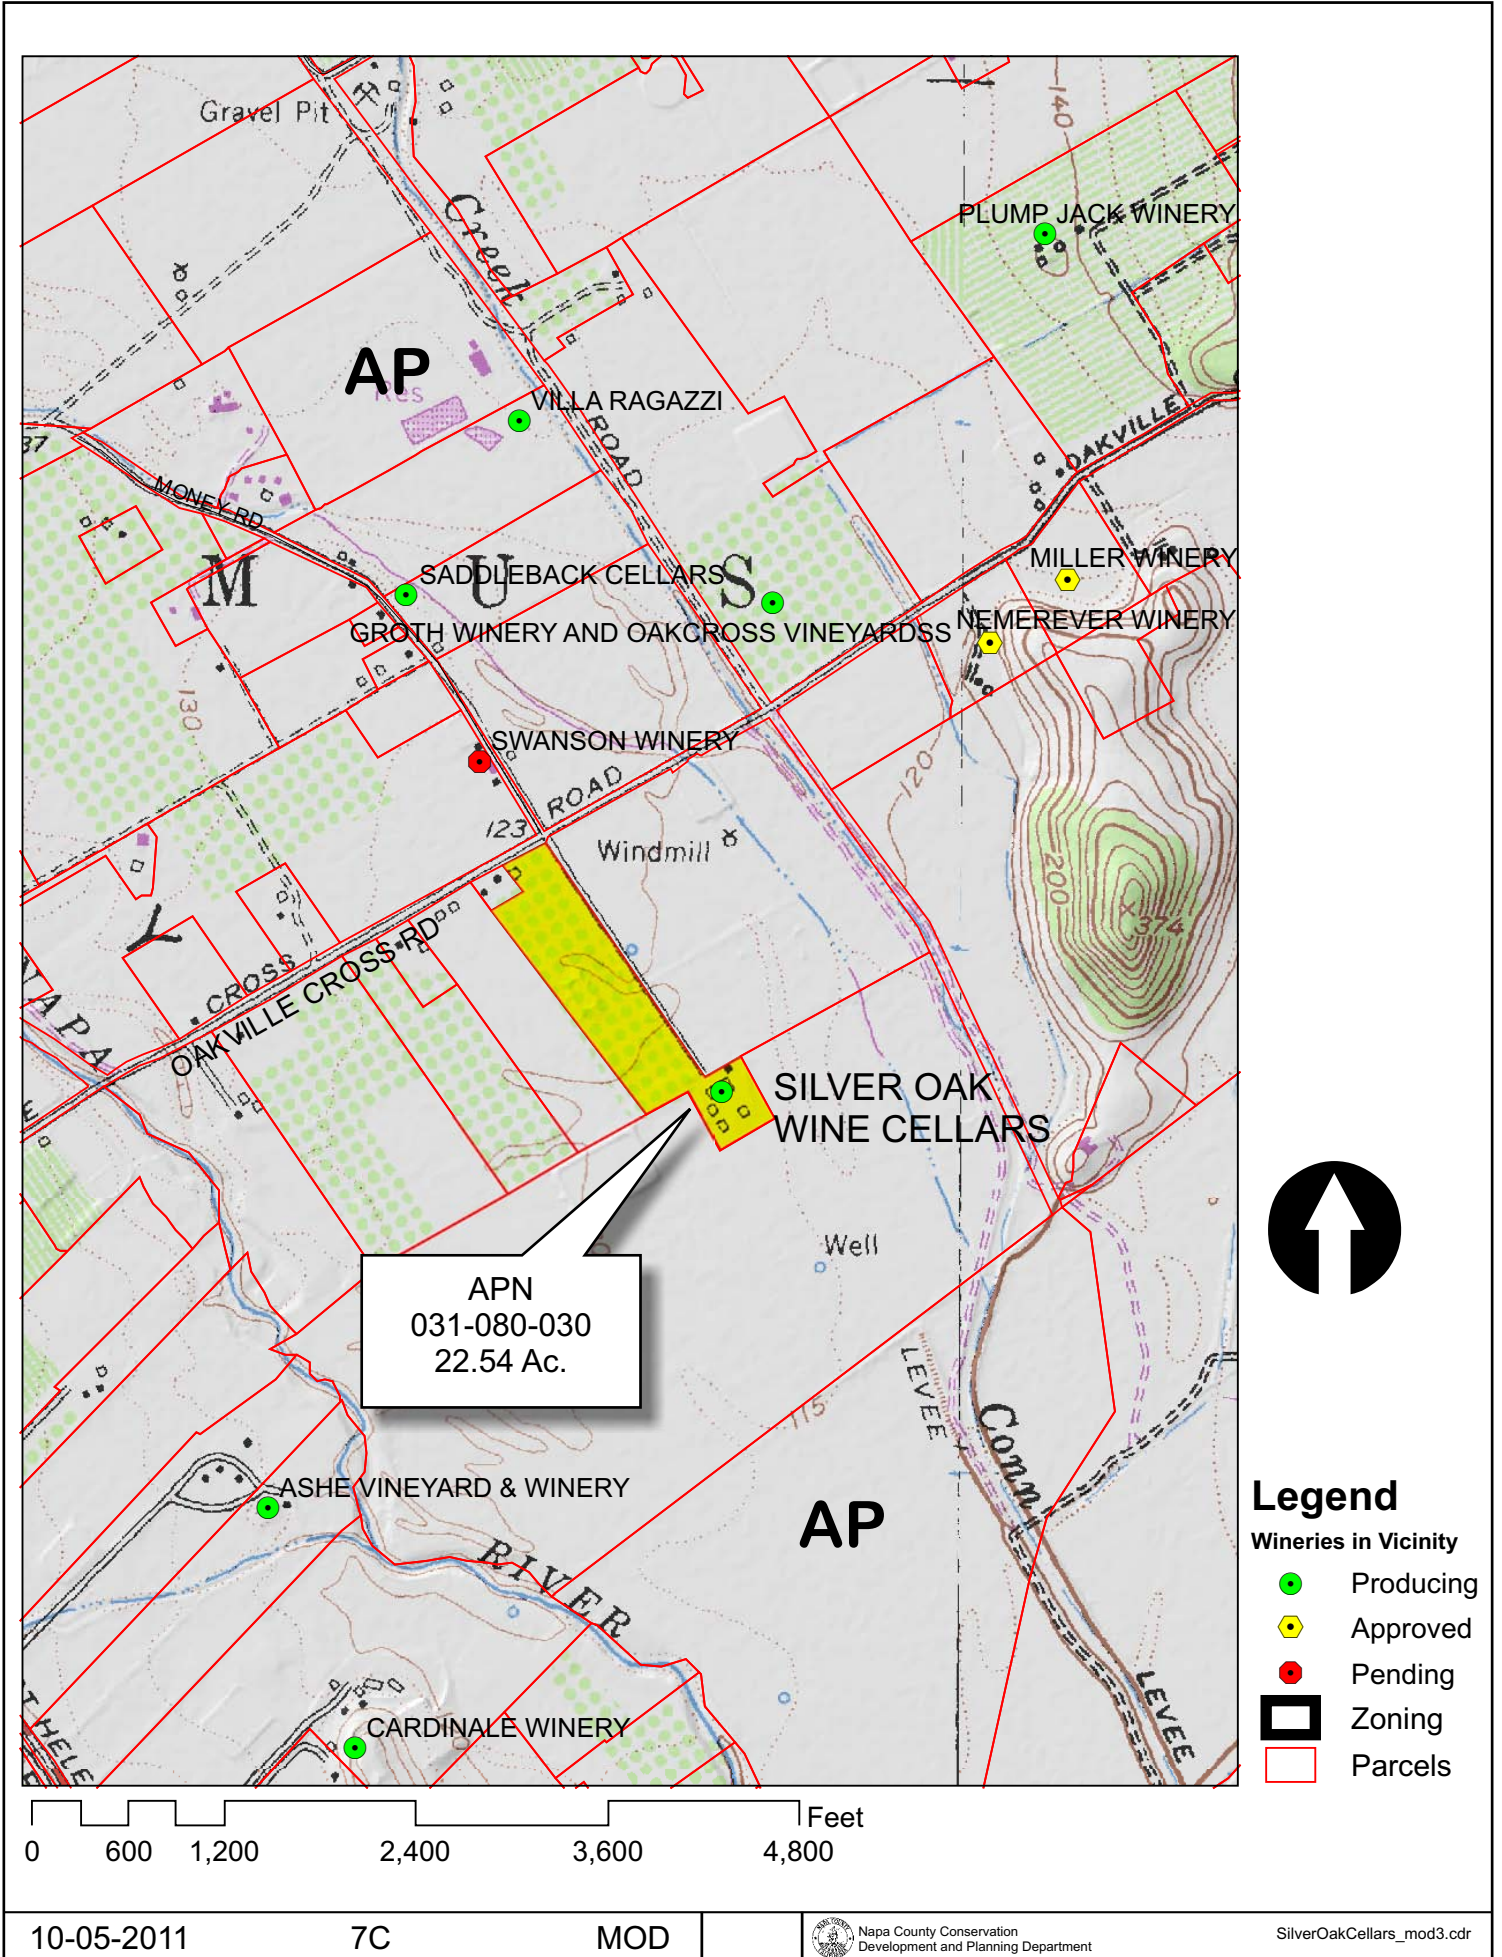 Gravel Pit
140
Creek
PLUMP JACK WINERY
AP
Res
VILLA RAGAZZI
ROAD
OAKVILLE
37
MONEY RD
M U S
SADDLEBACK CELLARS
MILLER WINERY
GROTH WINERY AND OAKCROSS VINEYARDSS
NEMEREVER WINERY
130
SWANSON WINERY
120
ROAD
123
Windmill
200
374
NAPA
CROSS
OAKVILLE CROSS RD
SILVER OAK
WINE CELLARS
Well
APN
031-080-030
22.54 Ac.
LEVEE
115
Conn
ASHE VINEYARD & WINERY
AP
RIVER
LEVEE
T HELE
CARDINALE WINERY
Legend
Wineries in Vicinity
Producing
Approved
Pending
Zoning
Parcels
Feet
0 600 1,200 2,400 3,600 4,800
10-05-2011 7C MOD
Napa County Conservation
Development and Planning Department
SilverOakCellars_mod3.cdr